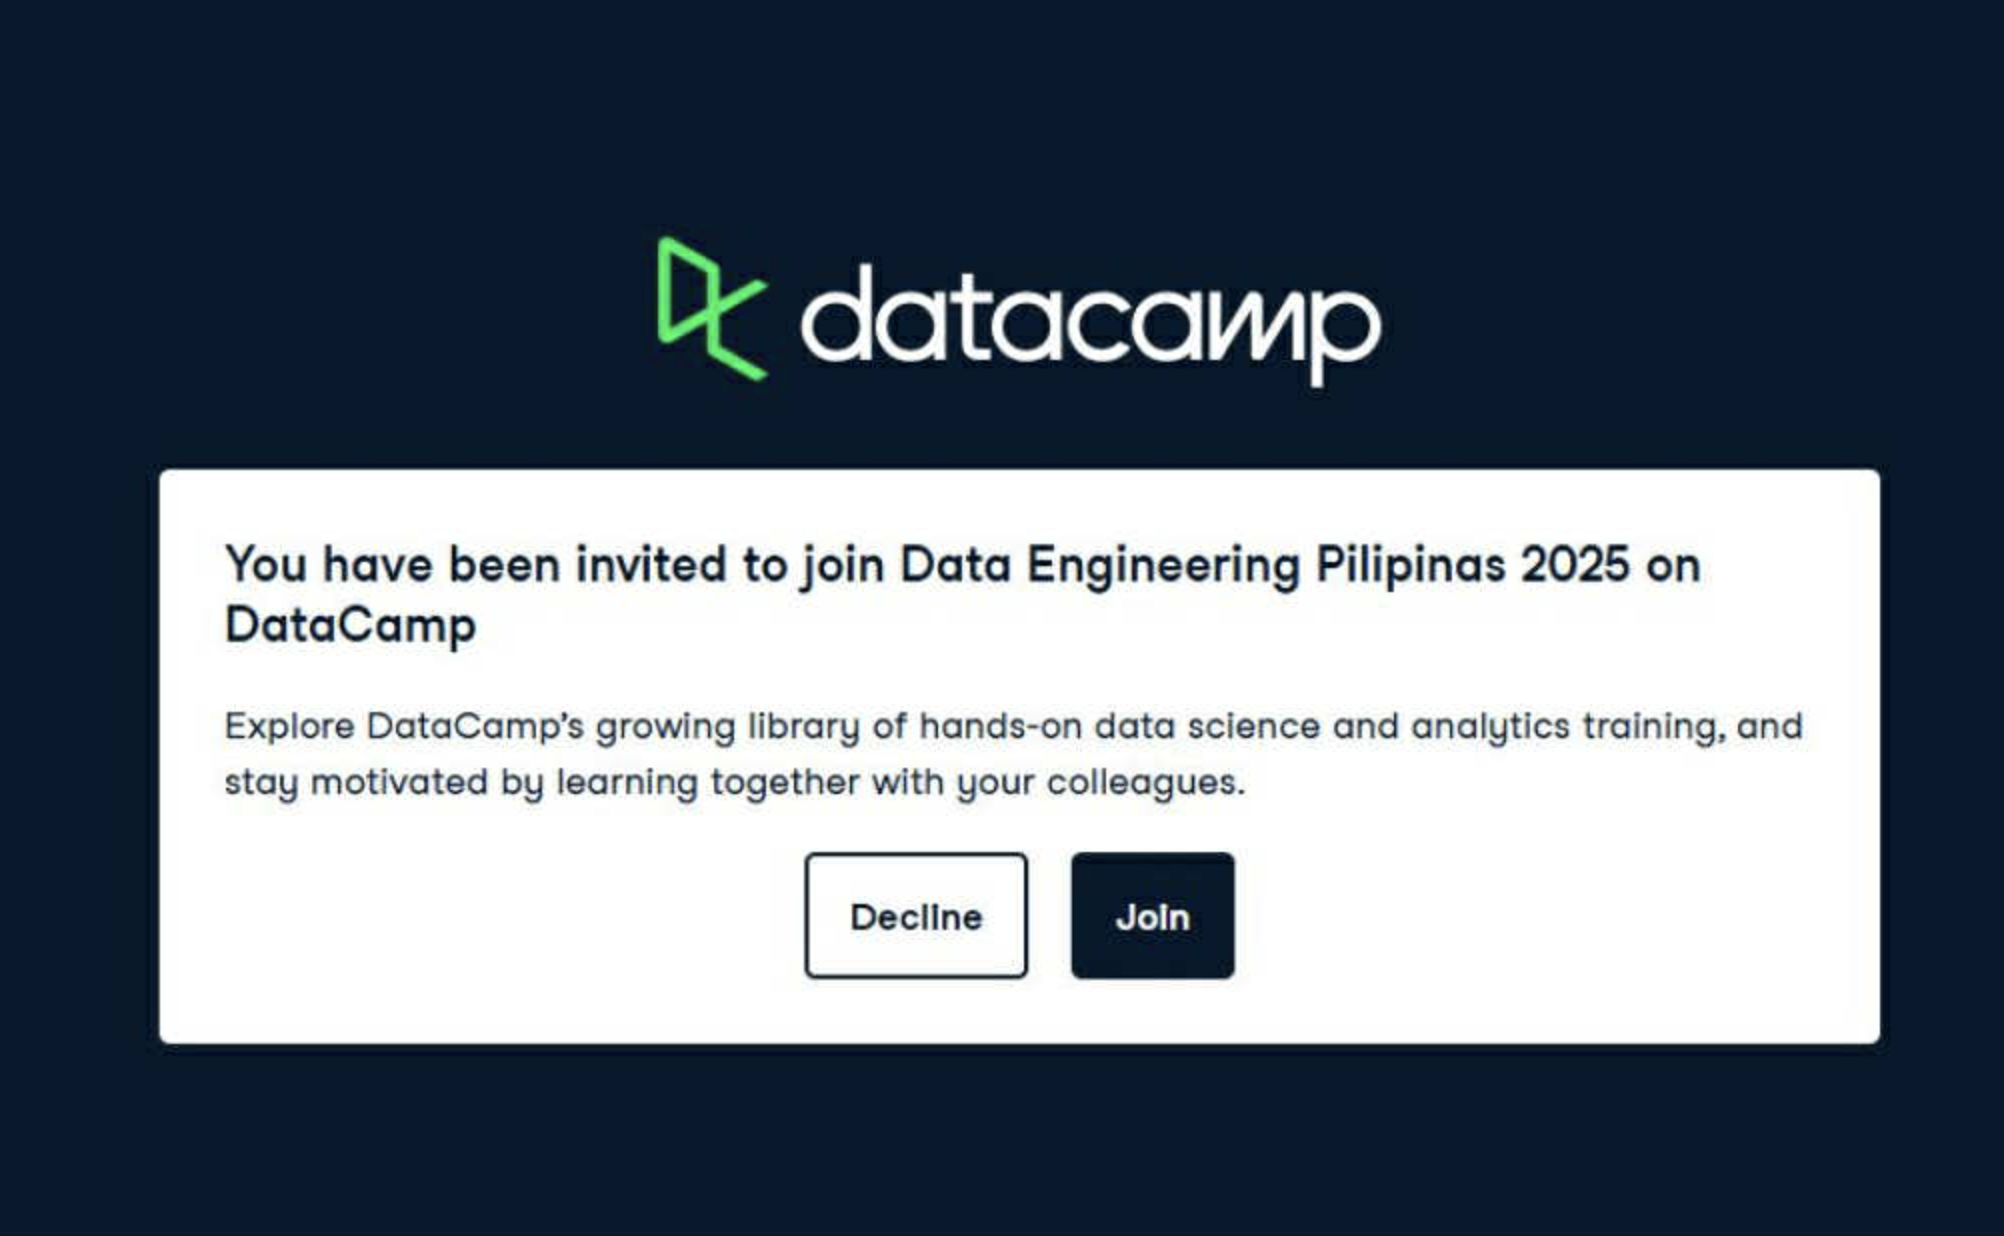 datacamp
You have been invited to join Data Engineering Pilipinas 2025 on
DataCamp
Explore DataCamp’s growing library of hands-on data science and analytics training, and
stay motivated by learning together with your colleagues.
Decline
Join